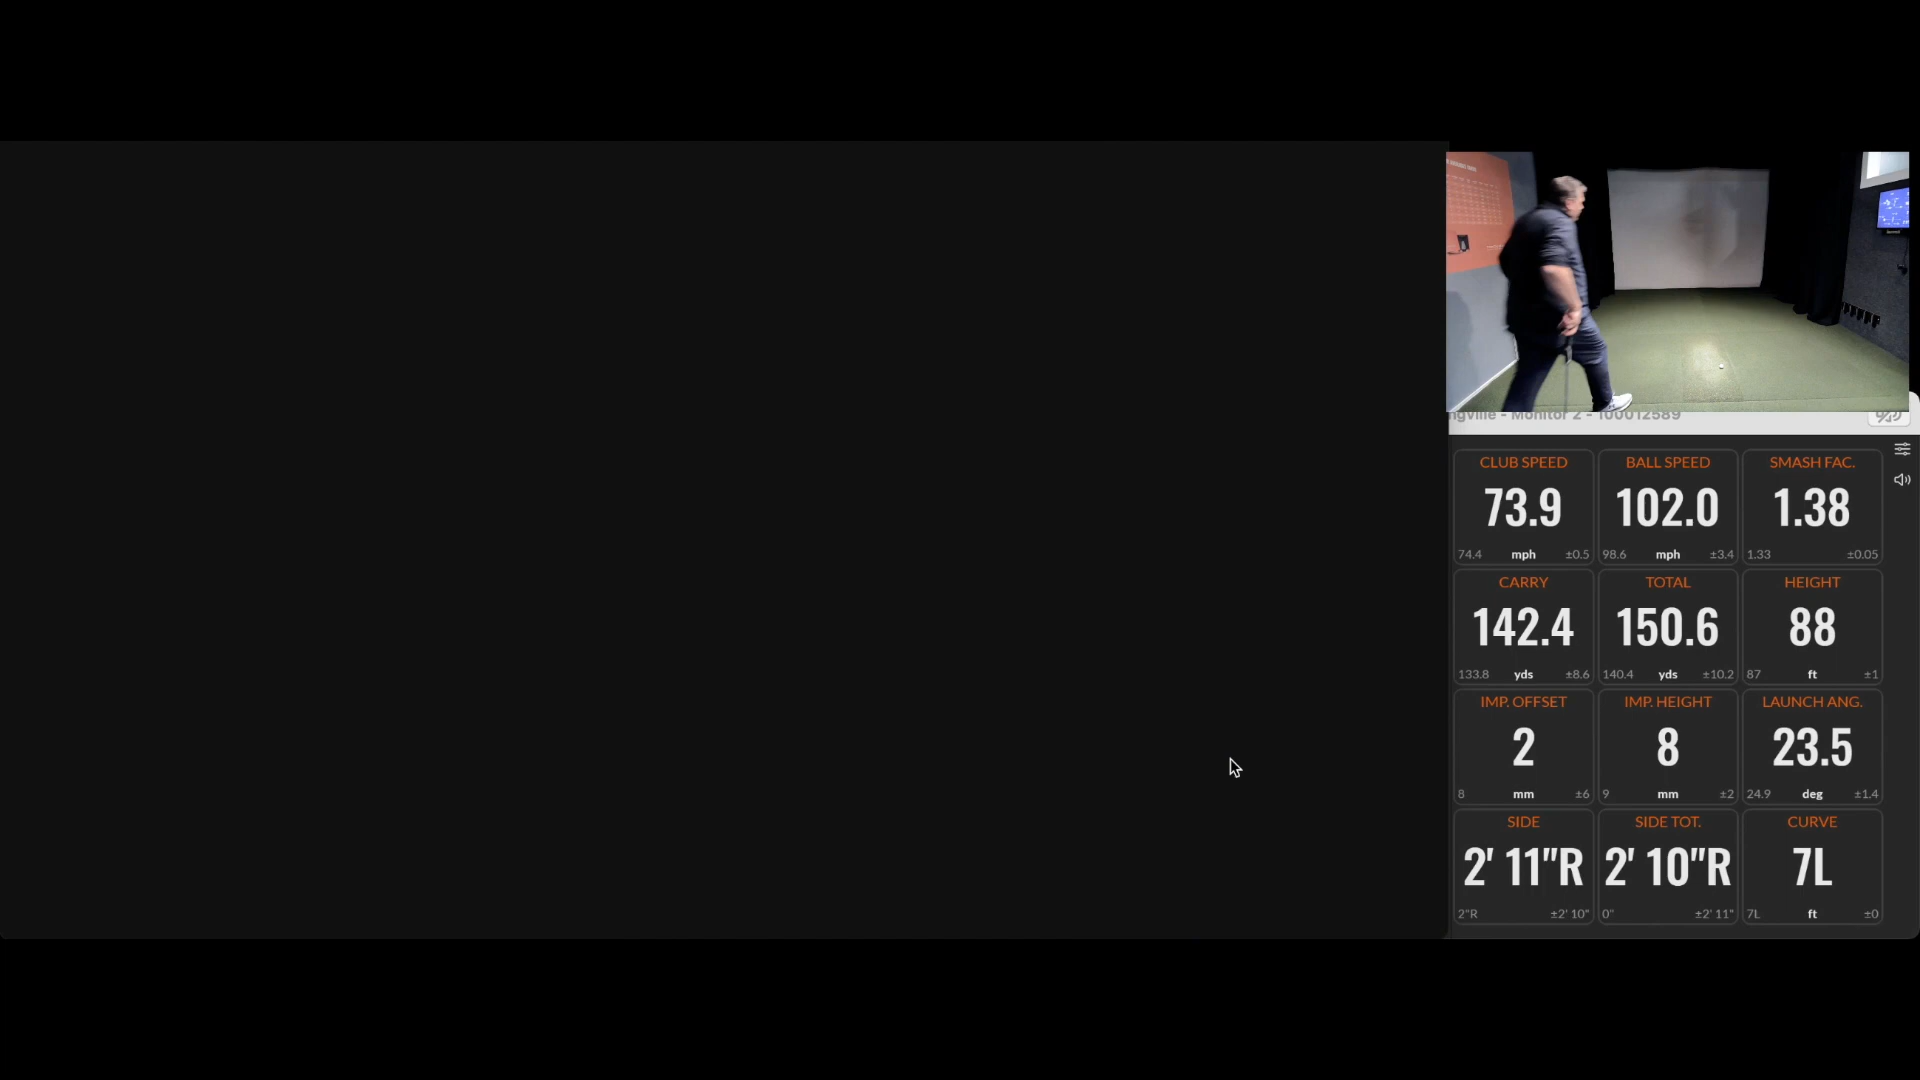 ngville - Monitor 2 - 100012589
CLUB SPEED BALL SPEED SMASH FAC.
73.9 102.0 1.38
74.4 mph ±0.5 98.6 mph ±3.4 1.33 ±0.05
CARRY TOTAL HEIGHT
142.4 150.6 88
133.8 yds ±8.6 140.4 yds ±10.2 87 ft ±1
IMP. OFFSET IMP. HEIGHT LAUNCH ANG.
2 8 23.5
8 mm ±6 9 mm ±2 24.9 deg ±1.4
SIDE SIDE TOT. CURVE
2' 11"R 2' 10"R 7L
2"R ±2' 10" 0" ±2' 11" 7L ft ±0